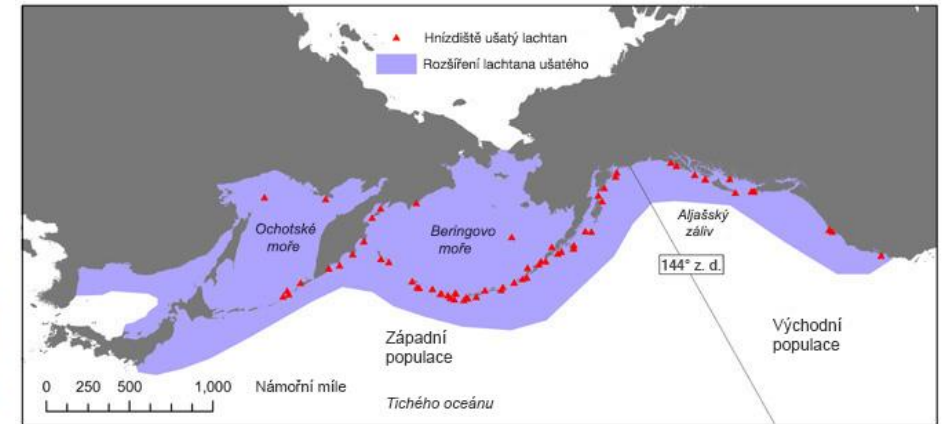 Hnízdiště ušatý lachtan
Rozšíření lachtana ušatého
Ochotské
moře
Beringovo
moře
Aljašský
záliv
144° z. d.
Západní
populace
Východní
populace
0 250 500 1,000 Námořní míle
Tichého oceánu